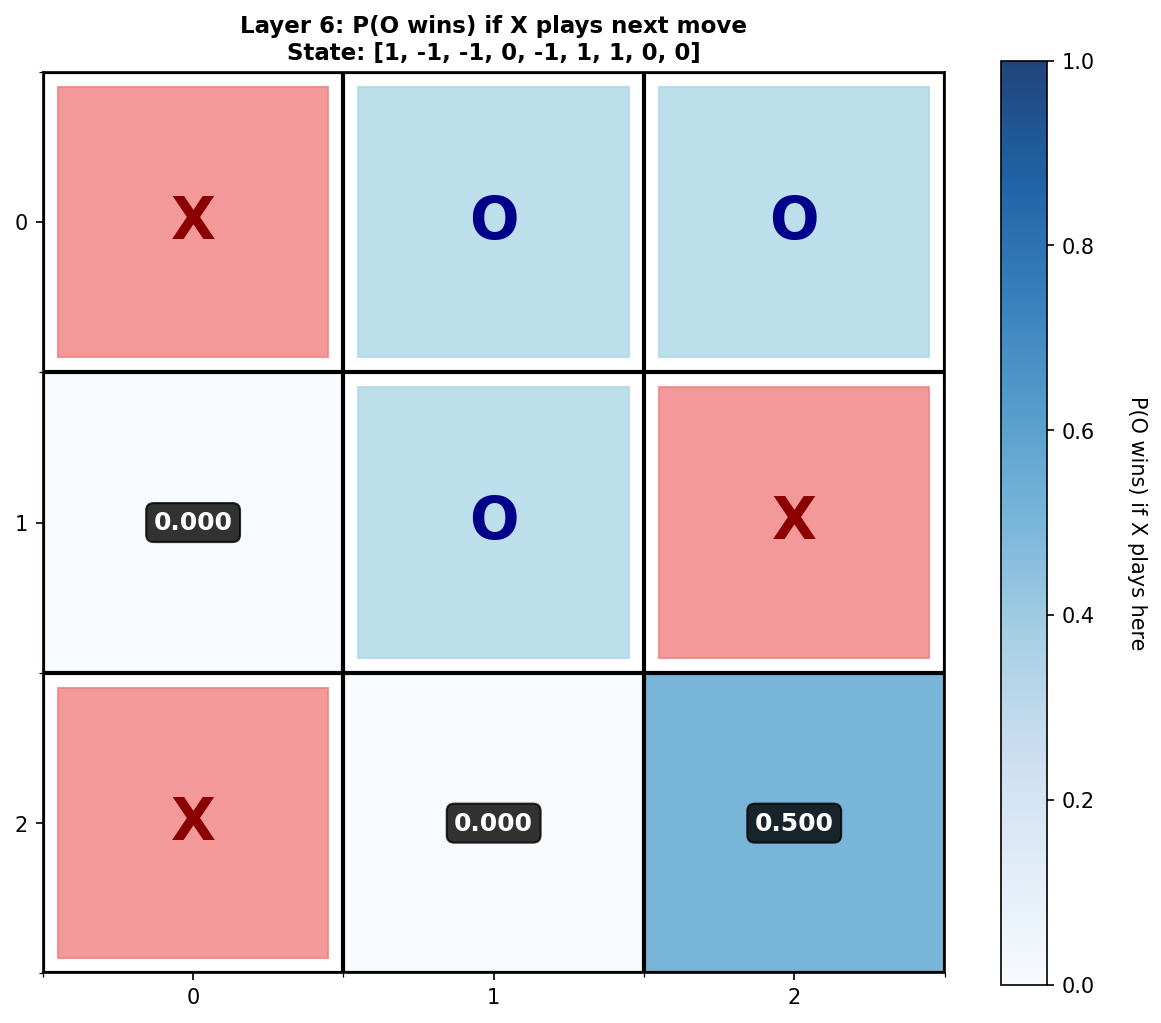 Layer 6: P(O wins) if X plays next move
State: [1, -1, -1, 0, -1, 1, 1, 0, 0]
0
X
O
O
1
0.000
O
X
2
X
0.000
0.500
0
1
2
1.0
0.8
0.6
0.4
0.2
0.0
P(O wins) if X plays here